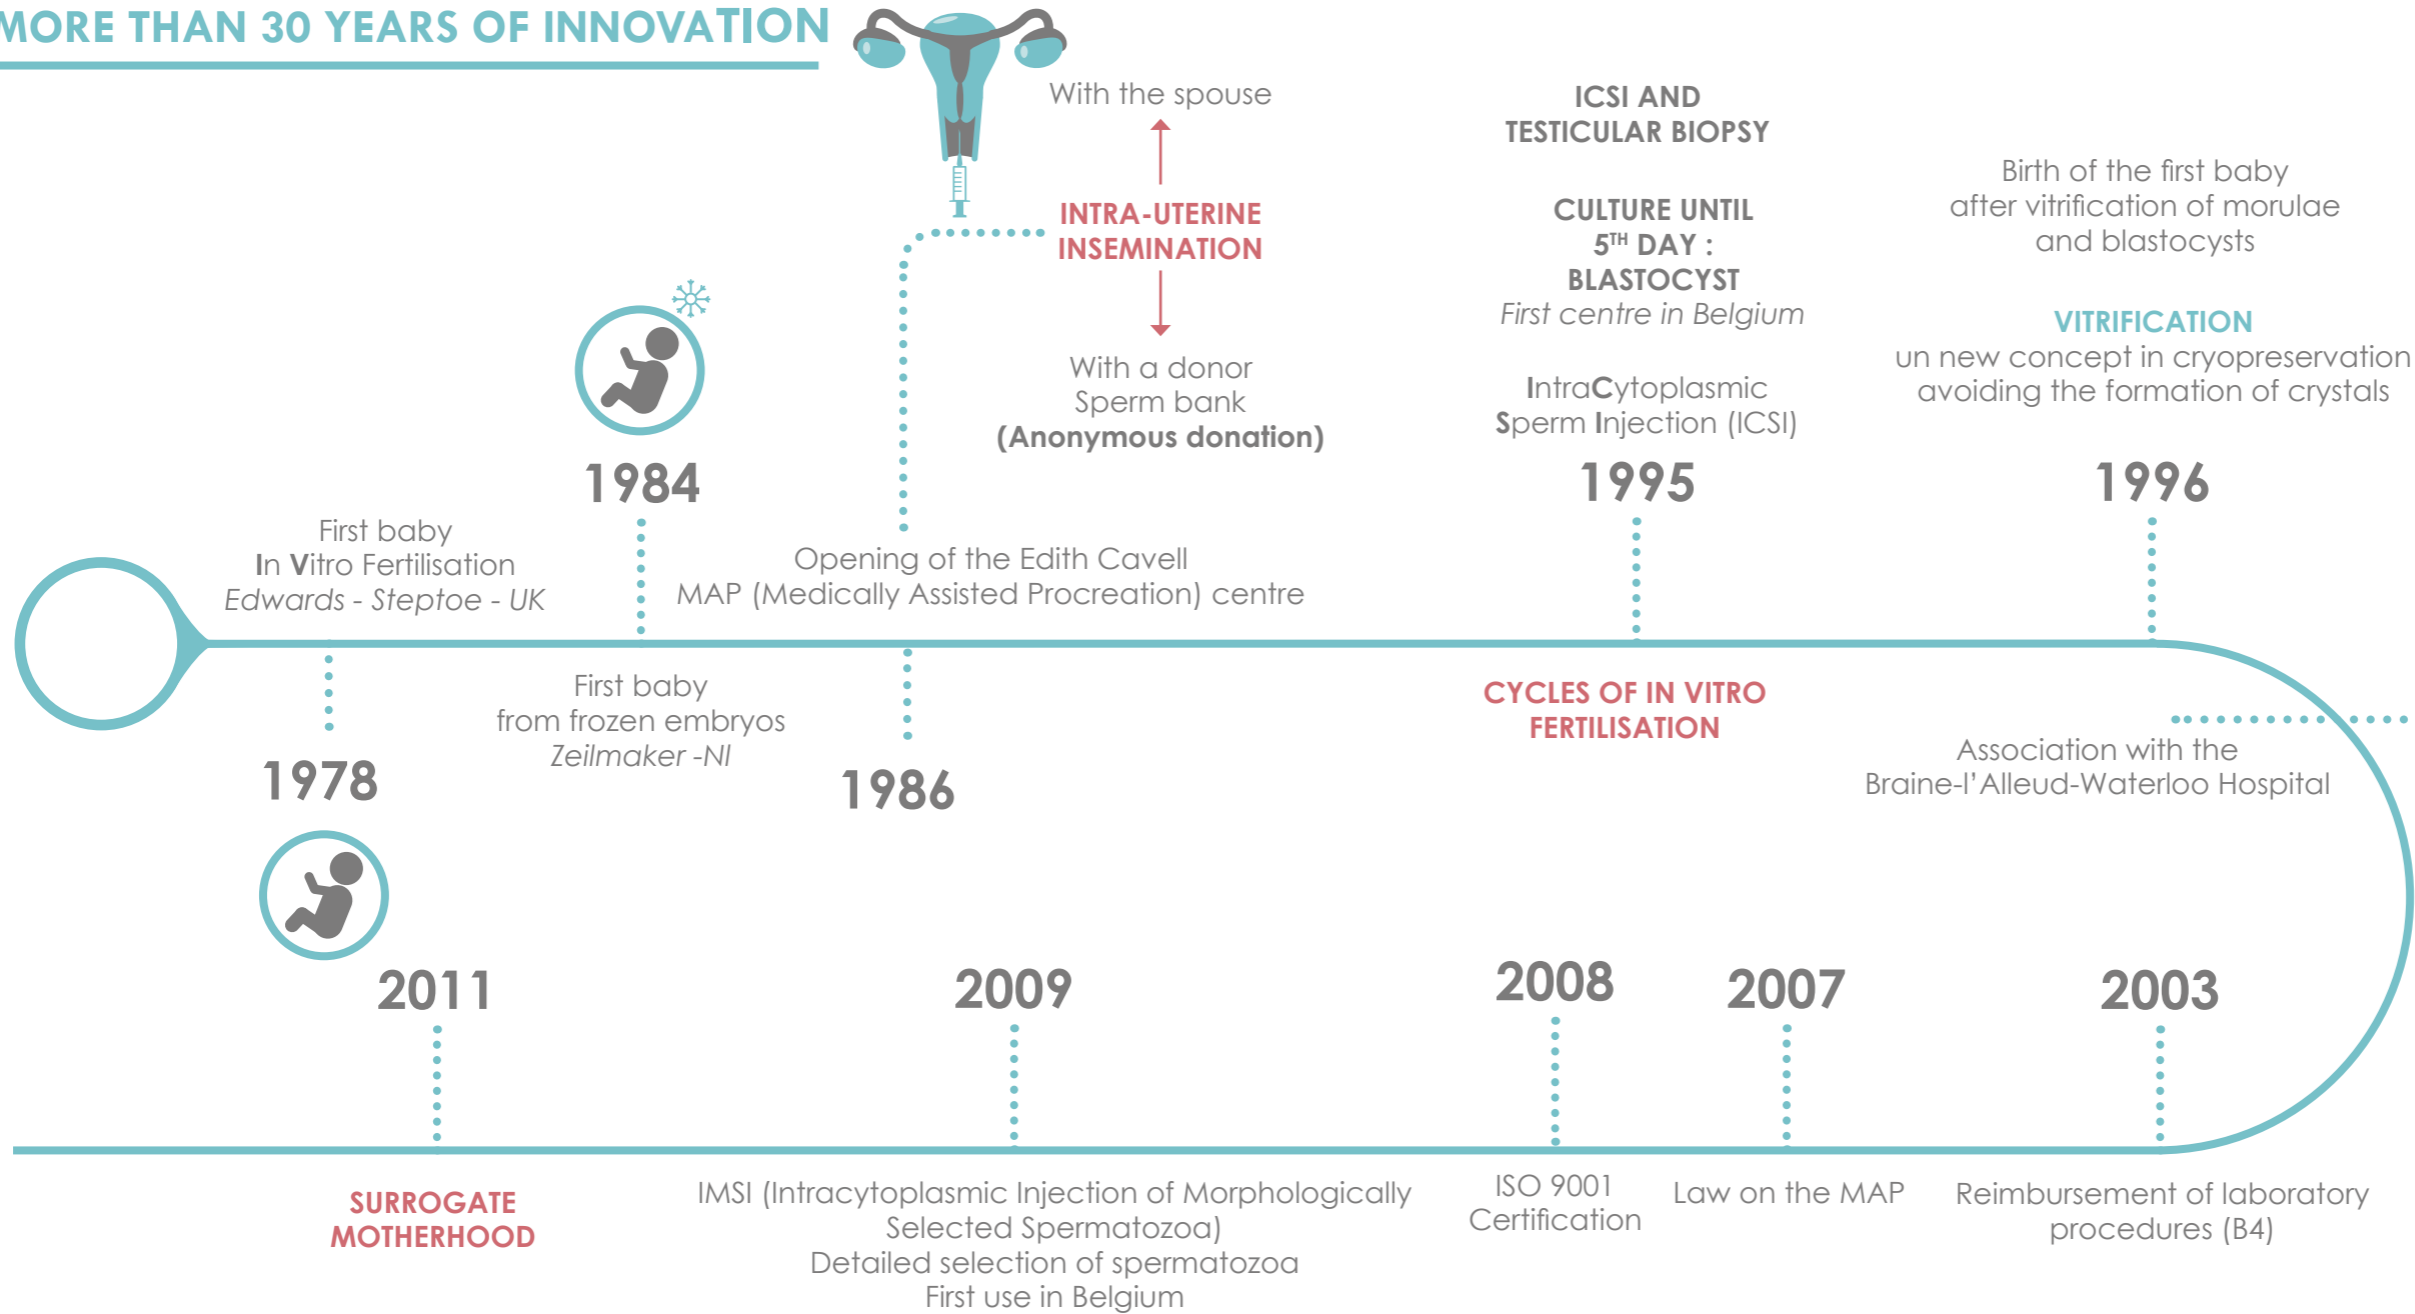 MORE THAN 30 YEARS OF INNOVATION
First baby
In Vitro Fertilisation
Edwards - Steptoe - UK
1978
1984
First baby
from frozen embryos
Zeilmaker -Nl
With the spouse
INTRA-UTERINE
INSEMINATION
With a donor
Sperm bank
(Anonymous donation)
Opening of the Edith Cavell
MAP (Medically Assisted Procreation) centre
1986
ICSI AND
TESTICULAR BIOPSY
CULTURE UNTIL
5TH DAY :
BLASTOCYST
First centre in Belgium
IntraCytoplasmic
Sperm Injection (ICSI)
1995
CYCLES OF IN VITRO
FERTILISATION
Birth of the first baby
after vitrification of morulae
and blastocysts
VITRIFICATION
un new concept in cryopreservation
avoiding the formation of crystals
1996
Association with the
Braine-l'Alleud-Waterloo Hospital
2003
Reimbursement of laboratory
procedures (B4)
2007
Law on the MAP
2008
ISO 9001
Certification
2009
IMSI (Intracytoplasmic Injection of Morphologically
Selected Spermatozoa)
Detailed selection of spermatozoa
First use in Belgium
2011
SURROGATE
MOTHERHOOD